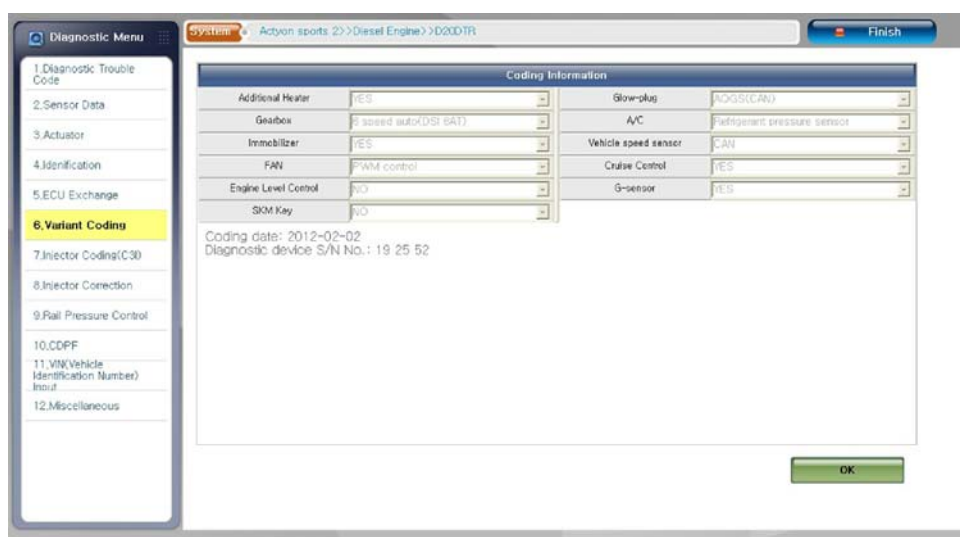 Diagnostic Menu
System
Actyon sports 2>>Diesel Engine>>D20DTR
Finish
1.Diagnostic Trouble
Code
2.Sensor Data
3.Actuator
4.Idenification
5.ECU Exchange
6.Variant Coding
7.Injector Coding(C3I)
8.Injector Correction
9.Rail Pressure Control
10.CDPF
11.VIN(Vehicle
Identification Number)
Input
12.Miscellaneous
Coding Information
Additional Heater YES Glow-plug AQGS(CAN)
Gearbox 6 speed auto(DSI 6AT) A/C Refrigerant pressure sensor
Immobilizer YES Vehicle speed sensor CAN
FAN PWM control Cruise Control YES
Engine Level Control NO G-sensor YES
SKM Key NO
Coding date: 2012-02-02
Diagnostic device S/N No.: 19 25 52
OK